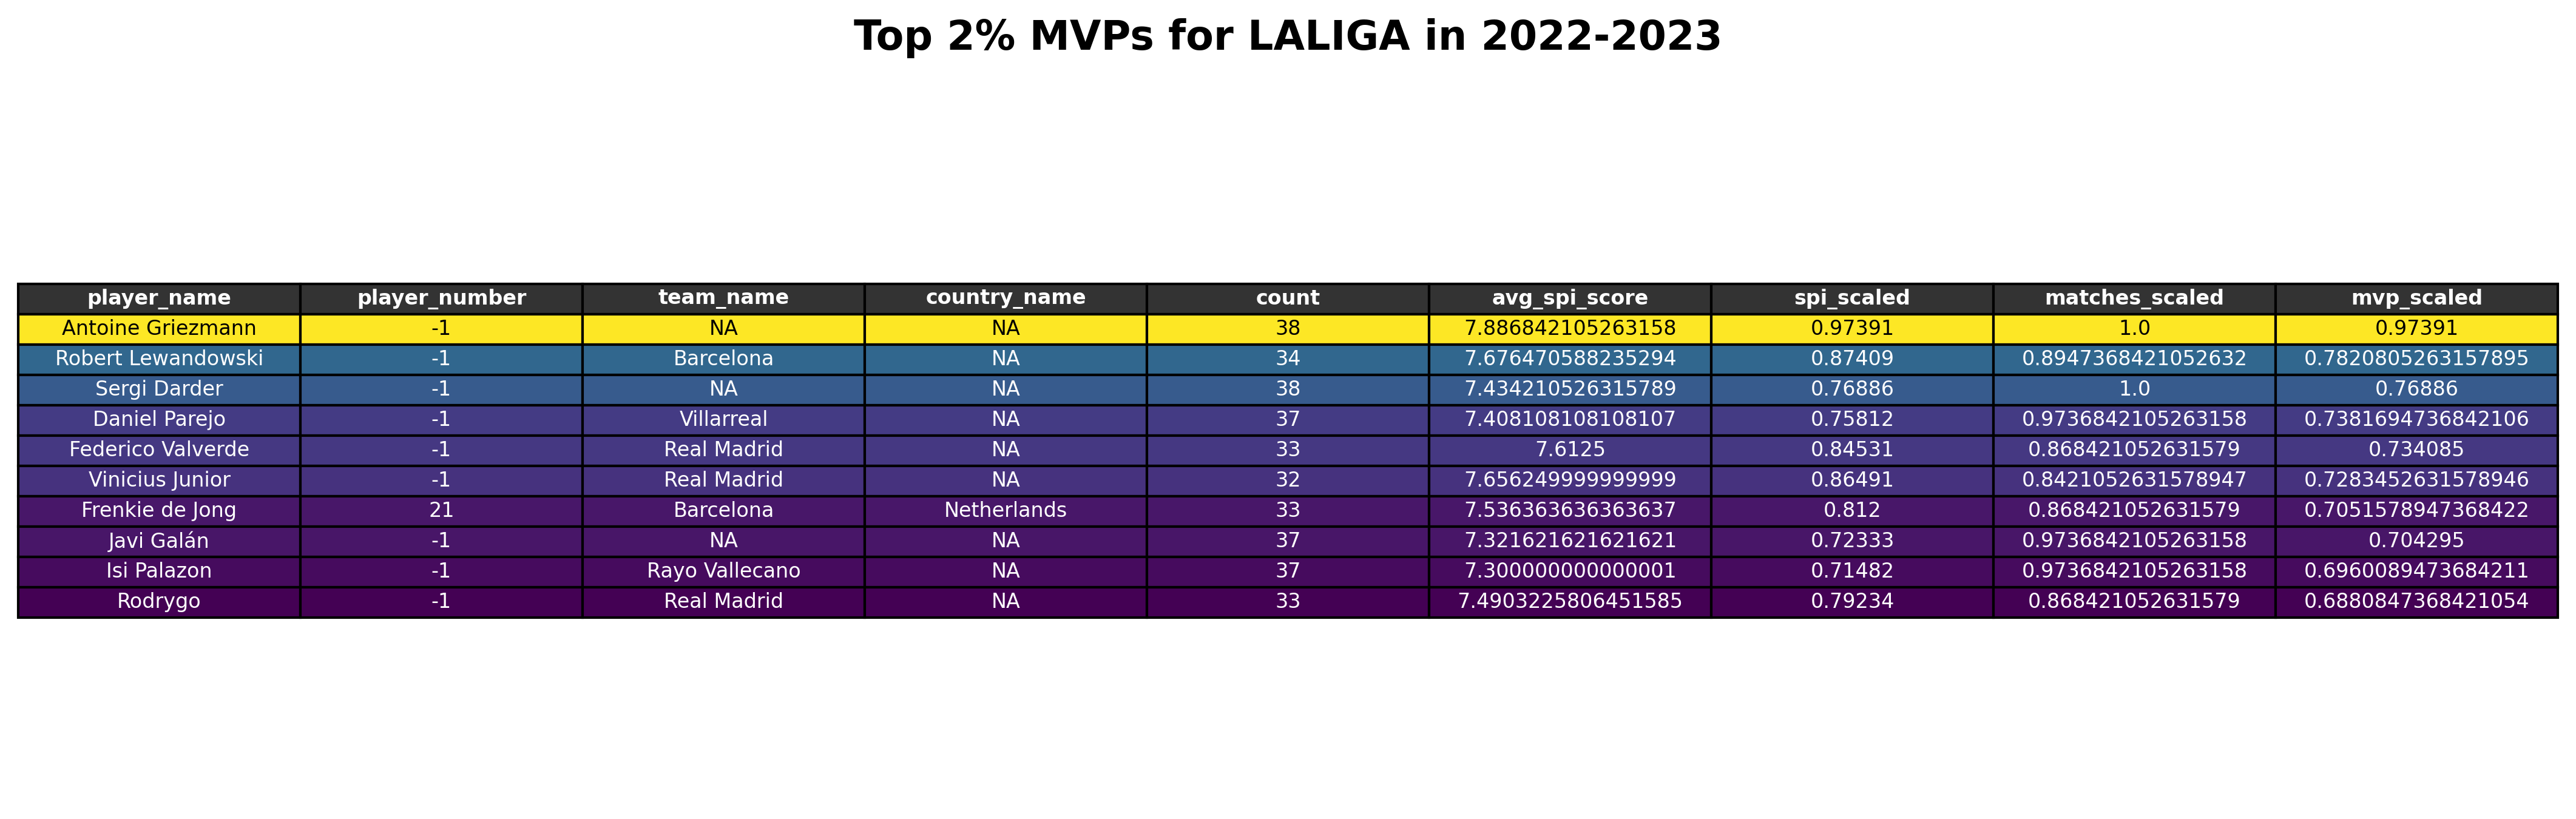 Top 2% MVPs for LALIGA in 2022-2023
player_name player_number team_name country_name count avg_spi_score spi_scaled matches_scaled mvp_scaled
Antoine Griezmann -1 NA NA 38 7.886842105263158 0.97391 1.0 0.97391
Robert Lewandowski -1 Barcelona NA 34 7.676470588235294 0.87409 0.8947368421052632 0.7820805263157895
Sergi Darder -1 NA NA 38 7.434210526315789 0.76886 1.0 0.76886
Daniel Parejo -1 Villarreal NA 37 7.408108108108107 0.75812 0.9736842105263158 0.7381694736842106
Federico Valverde -1 Real Madrid NA 33 7.6125 0.84531 0.868421052631579 0.734085
Vinicius Junior -1 Real Madrid NA 32 7.656249999999999 0.86491 0.8421052631578947 0.7283452631578946
Frenkie de Jong 21 Barcelona Netherlands 33 7.536363636363637 0.812 0.868421052631579 0.7051578947368422
Javi Galán -1 NA NA 37 7.321621621621621 0.72333 0.9736842105263158 0.704295
Isi Palazon -1 Rayo Vallecano NA 37 7.300000000000001 0.71482 0.9736842105263158 0.6960089473684211
Rodrygo -1 Real Madrid NA 33 7.4903225806451585 0.79234 0.868421052631579 0.6880847368421054